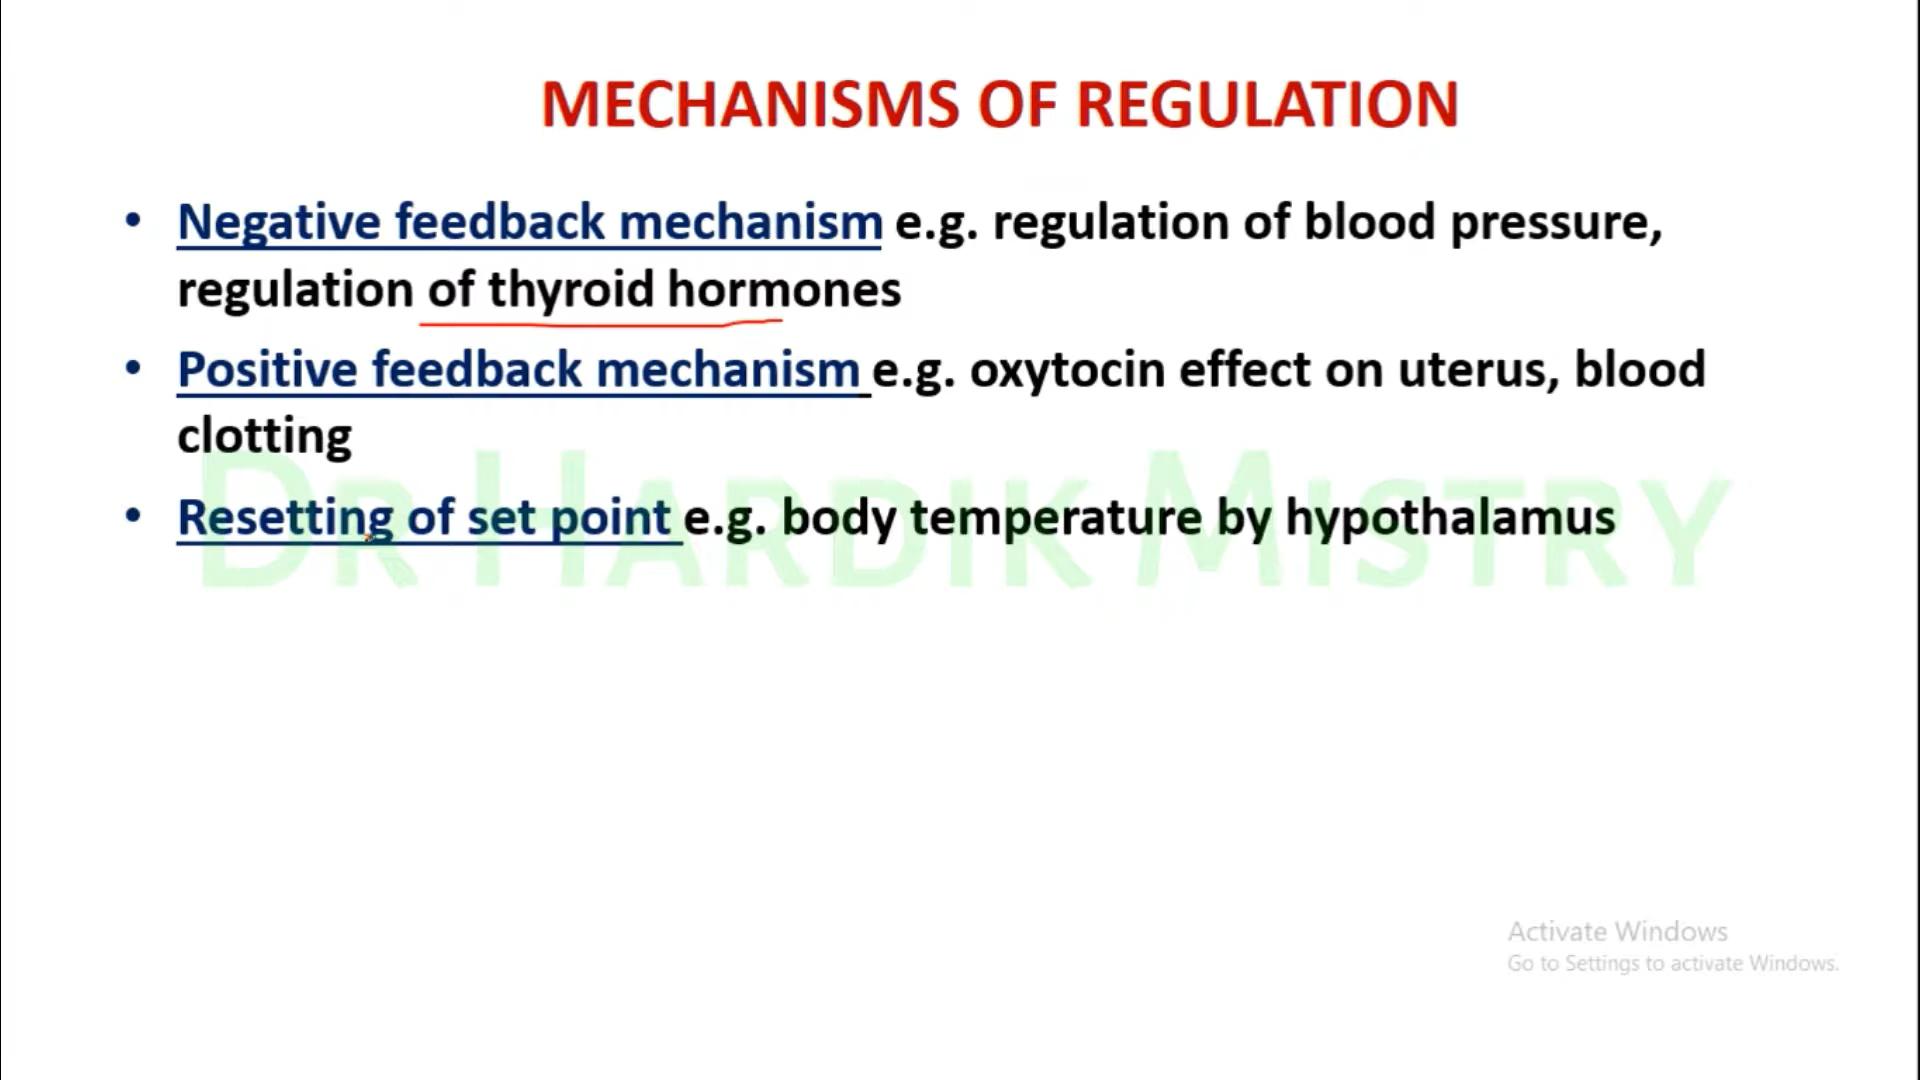 MECHANISMS OF REGULATION
• Negative feedback mechanism e.g. regulation of blood pressure,
regulation of thyroid hormones
• Positive feedback mechanism e.g. oxytocin effect on uterus, blood
clotting
• Resetting of set point e.g. body temperature by hypothalamus
DR HARDIK MISTRY
Activate Windows
Go to Settings to activate Windows.